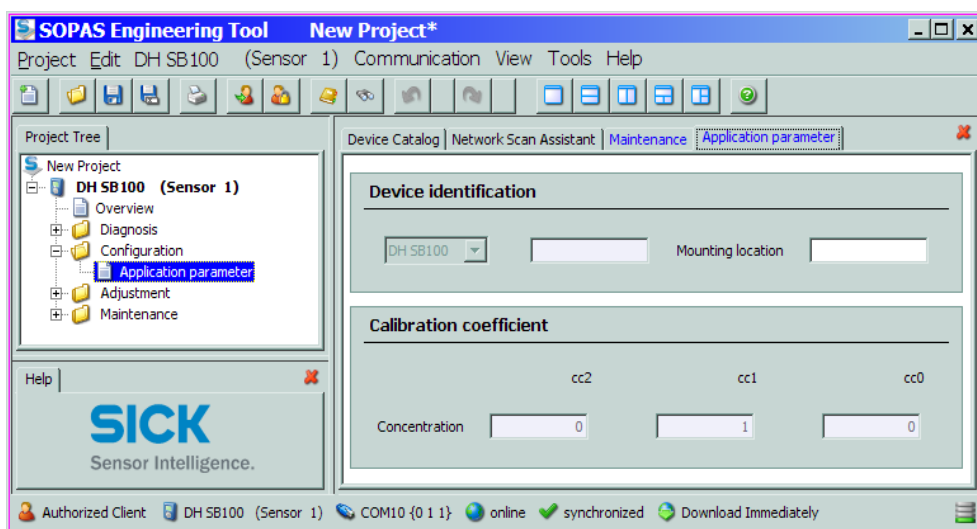 SOPAS Engineering Tool New Project*
Project Edit DH SB100 (Sensor 1) Communication View Tools Help
Project Tree
New Project
DH SB100 (Sensor 1)
Overview
Diagnosis
Configuration
Application parameter
Adjustment
Maintenance
Help
SICK
Sensor Intelligence.
Device Catalog Network Scan Assistant Maintenance Application parameter
Device identification
DH SB100 Mounting location
Calibration coefficient
cc2 cc1 cc0
Concentration 0 1 0
Authorized Client DH SB100 (Sensor 1) COM10 {0 1 1} online synchronized Download Immediately